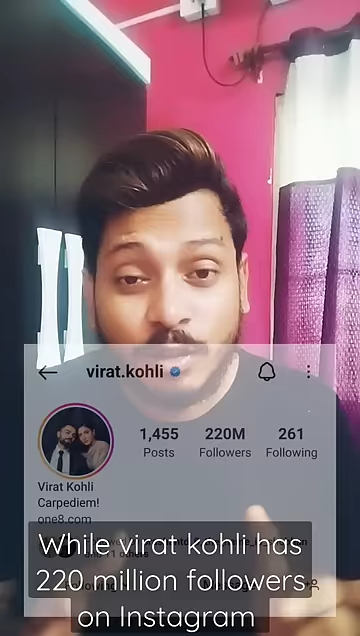 virat.kohli
1,455 220M 261
Posts Followers Following
Virat Kohli
Carpediem!
one8.com
While virat kohli has
220 million followers
on Instagram